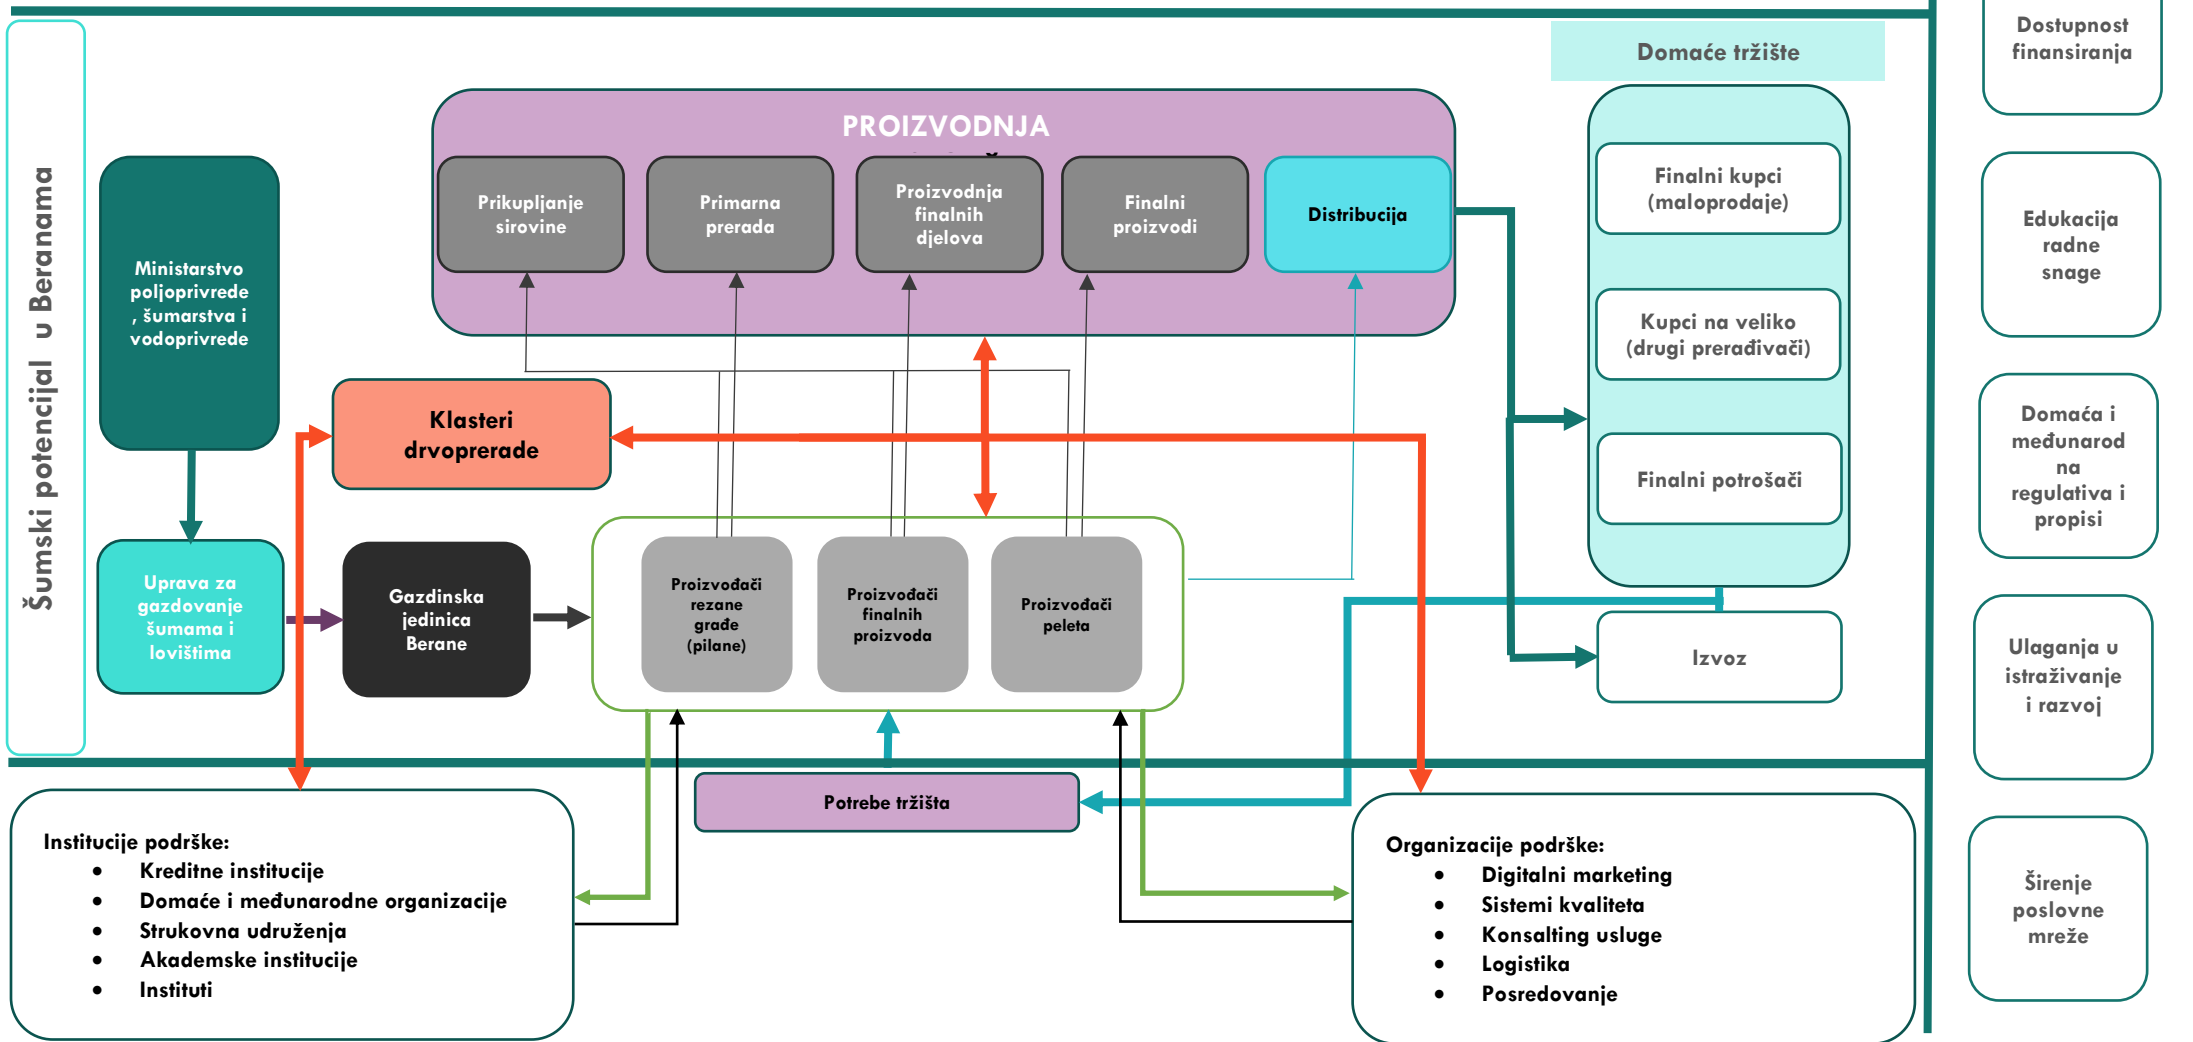 Šumski potencijal u Beranama
Ministarstvo
poljoprivrede
, šumarstva i
vodoprivrede
Uprava za
gazdovanje
šumama i
lovištima
Gazdinska
jedinica
Berane
Klasteri
drvoprerade
PROIZVODNJA
Prikupljanje
sirovine
Primarna
prerada
Proizvodnja
finalnih
djelova
Finalni
proizvodi
Distribucija
Proizvođači
rezane
građe
(pilane)
Proizvođači
finalnih
proizvoda
Proizvođači
peleta
Domaće tržište
Finalni kupci
(maloprodaje)
Kupci na veliko
(drugi prerađivači)
Finalni potrošači
Izvoz
Potrebe tržišta
Institucije podrške:
• Kreditne institucije
• Domaće i međunarodne organizacije
• Strukovna udruženja
• Akademske institucije
• Instituti
Organizacije podrške:
• Digitalni marketing
• Sistemi kvaliteta
• Konsalting usluge
• Logistika
• Posredovanje
Dostupnost
finansiranja
Edukacija
radne
snage
Domaća i
međunarod
na
regulativa i
propisi
Ulaganja u
istraživanje
i razvoj
Širenje
poslovne
mreže